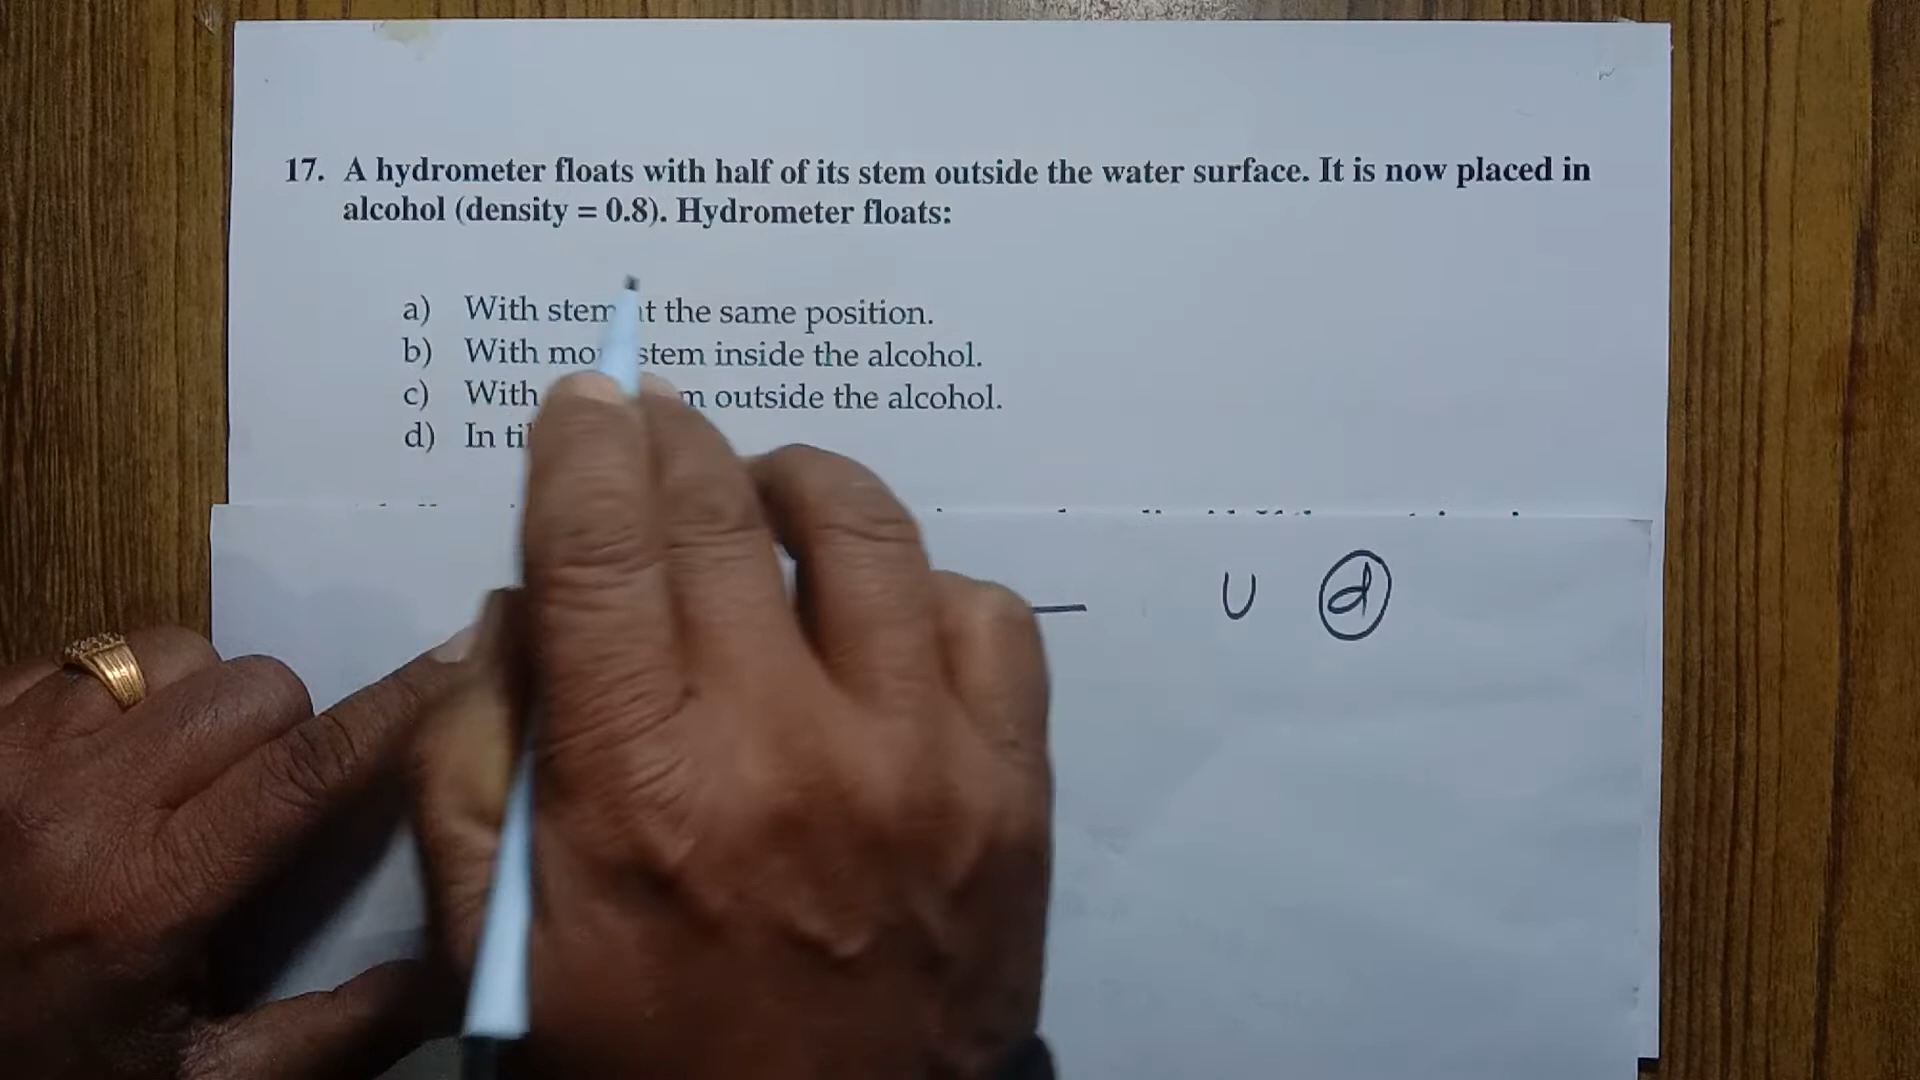 17. A hydrometer floats with half of its stem outside the water surface. It is now placed in
alcohol (density = 0.8). Hydrometer floats:
a) With stem at the same position.
b) With stem inside the alcohol.
c) With outside the alcohol.
d) In
U d